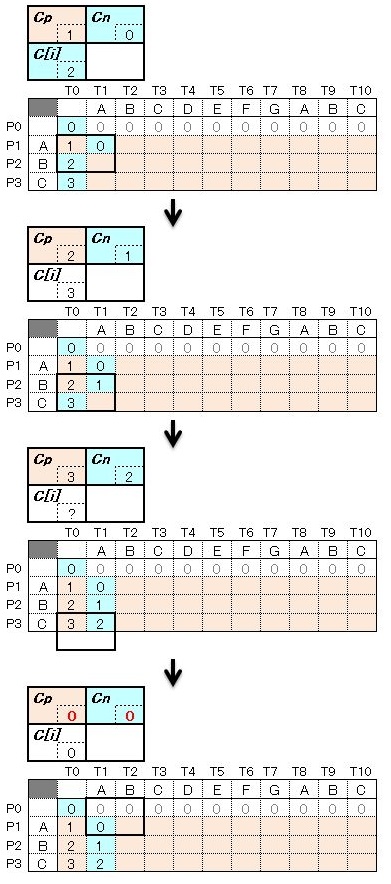 Cp Cn
1 0
C[i]
2
T0 T1 T2 T3 T4 T5 T6 T7 T8 T9 T10
A B C D E F G A B C
P0 0 0 0 0 0 0 0 0 0 0 0
P1 A 1 0
P2 B 2
P3 C 3
Cp Cn
2 1
C[i]
3
T0 T1 T2 T3 T4 T5 T6 T7 T8 T9 T10
A B C D E F G A B C
P0 0 0 0 0 0 0 0 0 0 0 0
P1 A 1 0
P2 B 2 1
P3 C 3
Cp Cn
3 2
C[i]
?
T0 T1 T2 T3 T4 T5 T6 T7 T8 T9 T10
A B C D E F G A B C
P0 0 0 0 0 0 0 0 0 0 0 0
P1 A 1 0
P2 B 2 1
P3 C 3 2
Cp Cn
0 0
C[i]
0
T0 T1 T2 T3 T4 T5 T6 T7 T8 T9 T10
A B C D E F G A B C
P0 0 0 0 0 0 0 0 0 0 0 0
P1 A 1 0
P2 B 2 1
P3 C 3 2